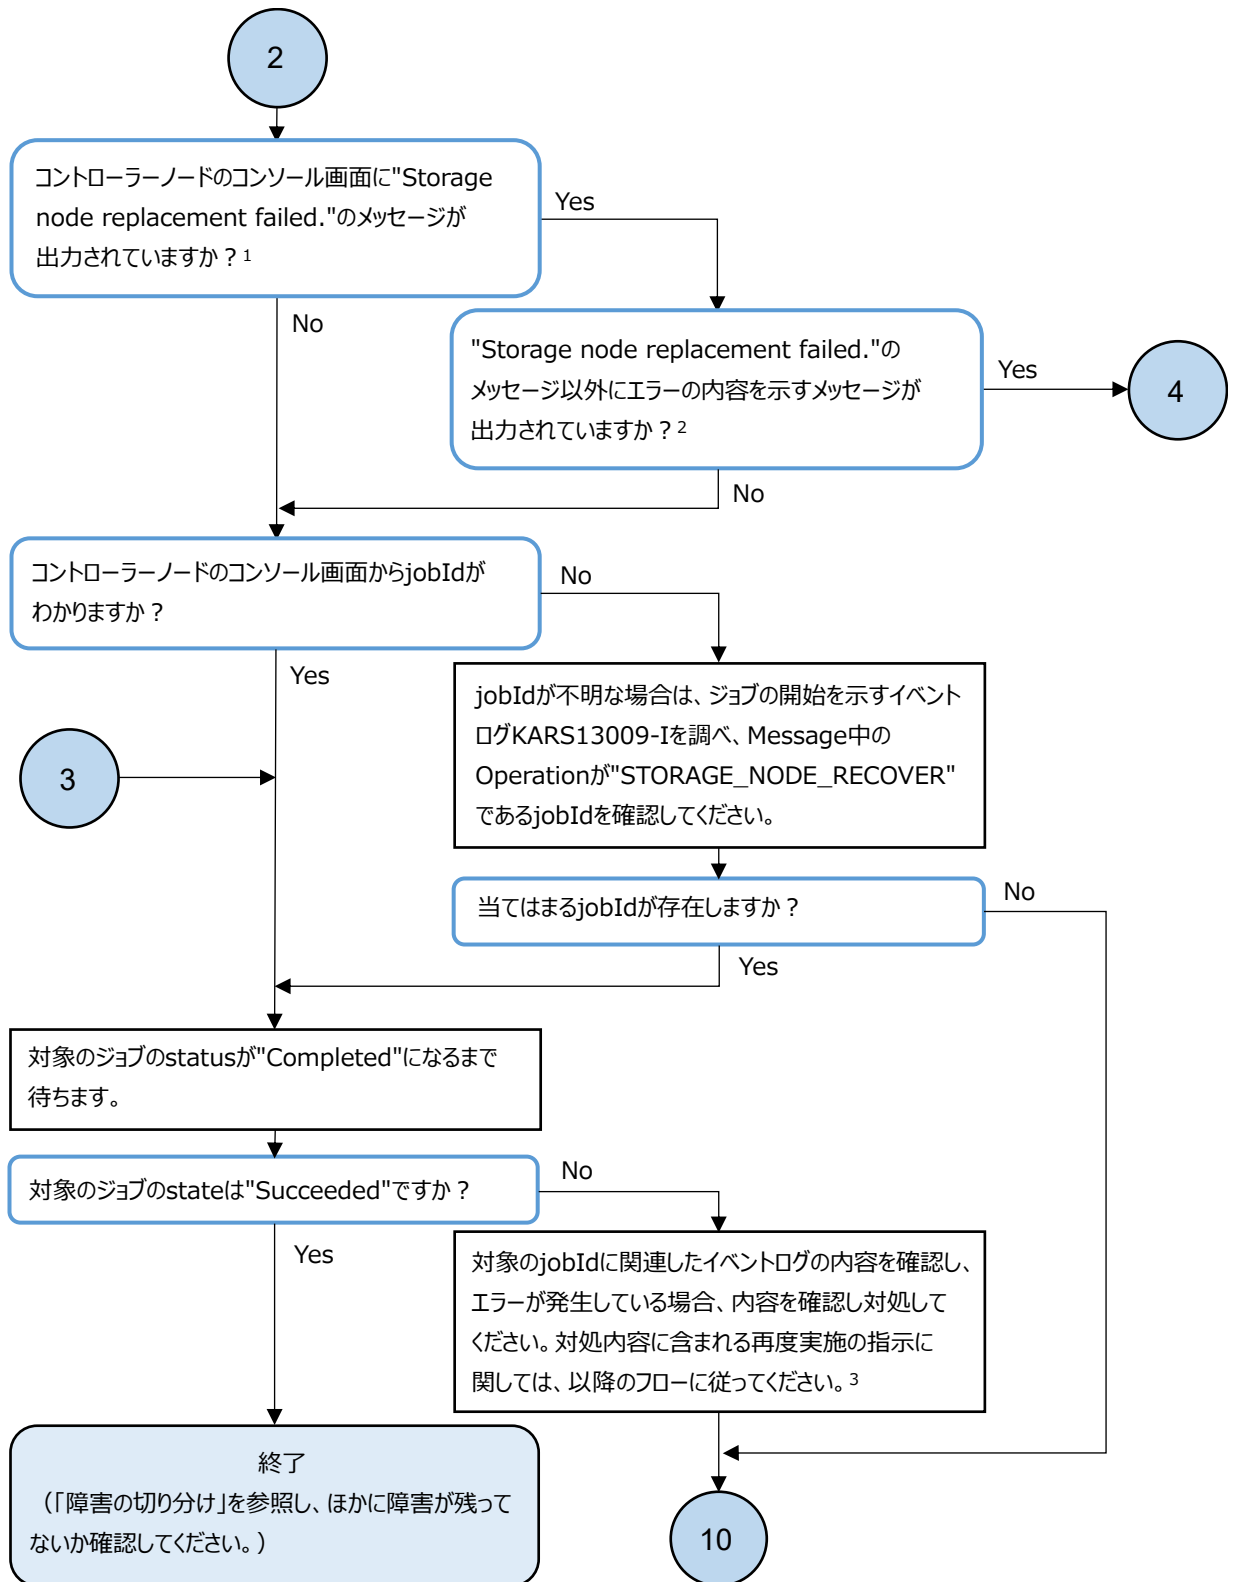 2
コントローラーノードのコンソール画面に"Storage
node replacement failed."のメッセージが
出力されていますか？1
Yes
No
"Storage node replacement failed."の
メッセージ以外にエラーの内容を示すメッセージが
出力されていますか？2
Yes
4
No
コントローラーノードのコンソール画面からjobIdが
わかりますか？
No
Yes
jobIdが不明な場合は、ジョブの開始を示すイベント
ログKARS13009-Iを調べ、Message中の
Operationが"STORAGE_NODE_RECOVER"
であるjobIdを確認してください。
3
当てはまるjobIdが存在しますか？
No
Yes
対象のジョブのstatusが"Completed"になるまで
待ちます。
対象のジョブのstateは"Succeeded"ですか？
No
Yes
対象のjobIdに関連したイベントログの内容を確認し、
エラーが発生している場合、内容を確認し対処して
ください。対処内容に含まれる再度実施の指示に
関しては、以降のフローに従ってください。3
終了
（「障害の切り分け」を参照し、ほかに障害が残って
ないか確認してください。）
10